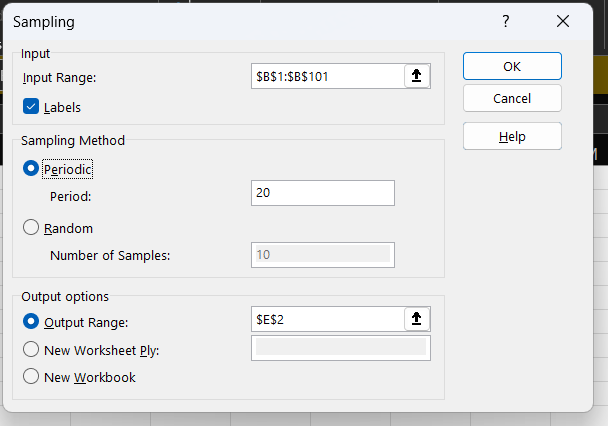 Sampling ?
Input
Input Range: $B$1:$B$101
Labels
OK
Cancel
Help
Sampling Method
Periodic
Period: 20
Random
Number of Samples: 10
Output options
Output Range: $E$2
New Worksheet Ply:
New Workbook